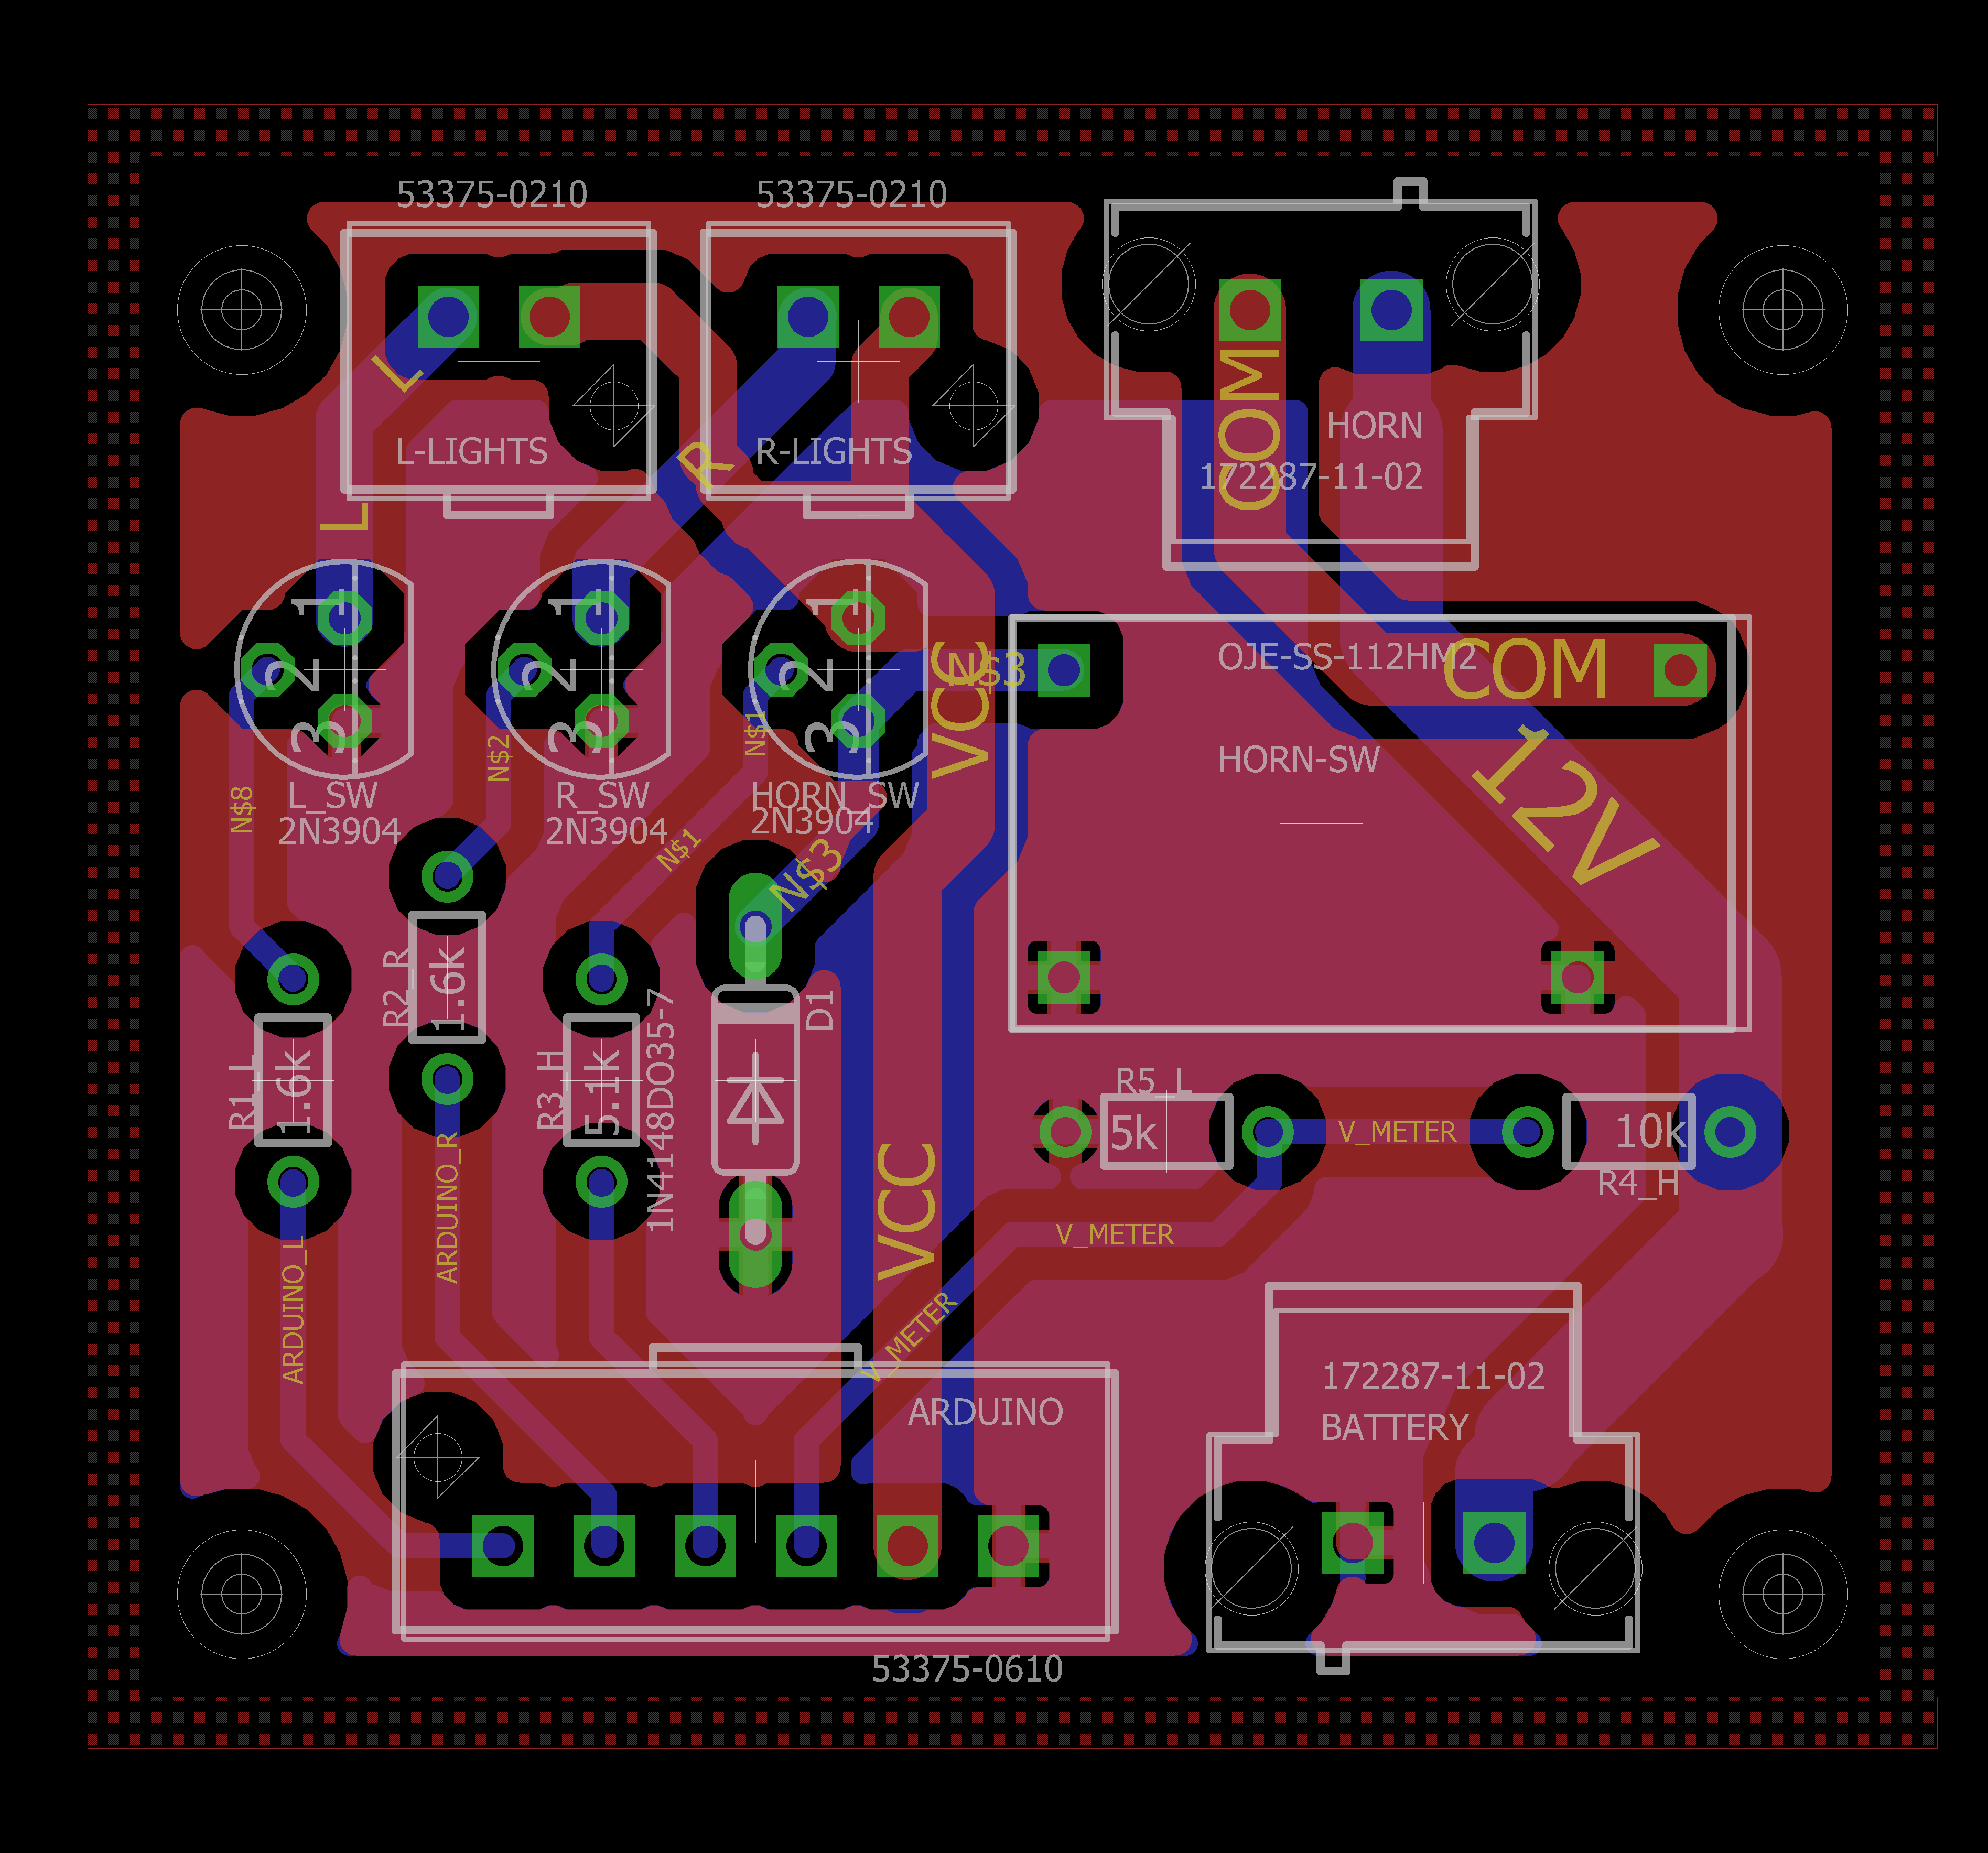 53375-0210
53375-0210
L
COM
HORN
L-LIGHTS
R
R-LIGHTS
172287-11-02
L
1
2
3
1
2
3
1
2
3
OJE-SS-112HM2
COM
N$3
VCC
N$1
N$2
HORN-SW
12V
N$8
L_SW
R_SW
HORN_SW
2N3904
2N3904
2N3904
N$1
N$3
R2_R
1.6k
D1
R1_L
1.6k
R3_H
5.1k
1N4148DO35-7
R5_L
5k
V_METER
10k
R4_H
ARDUINO_R
VCC
V_METER
ARDUINO_L
V_METER
172287-11-02
ARDUINO
BATTERY
53375-0610